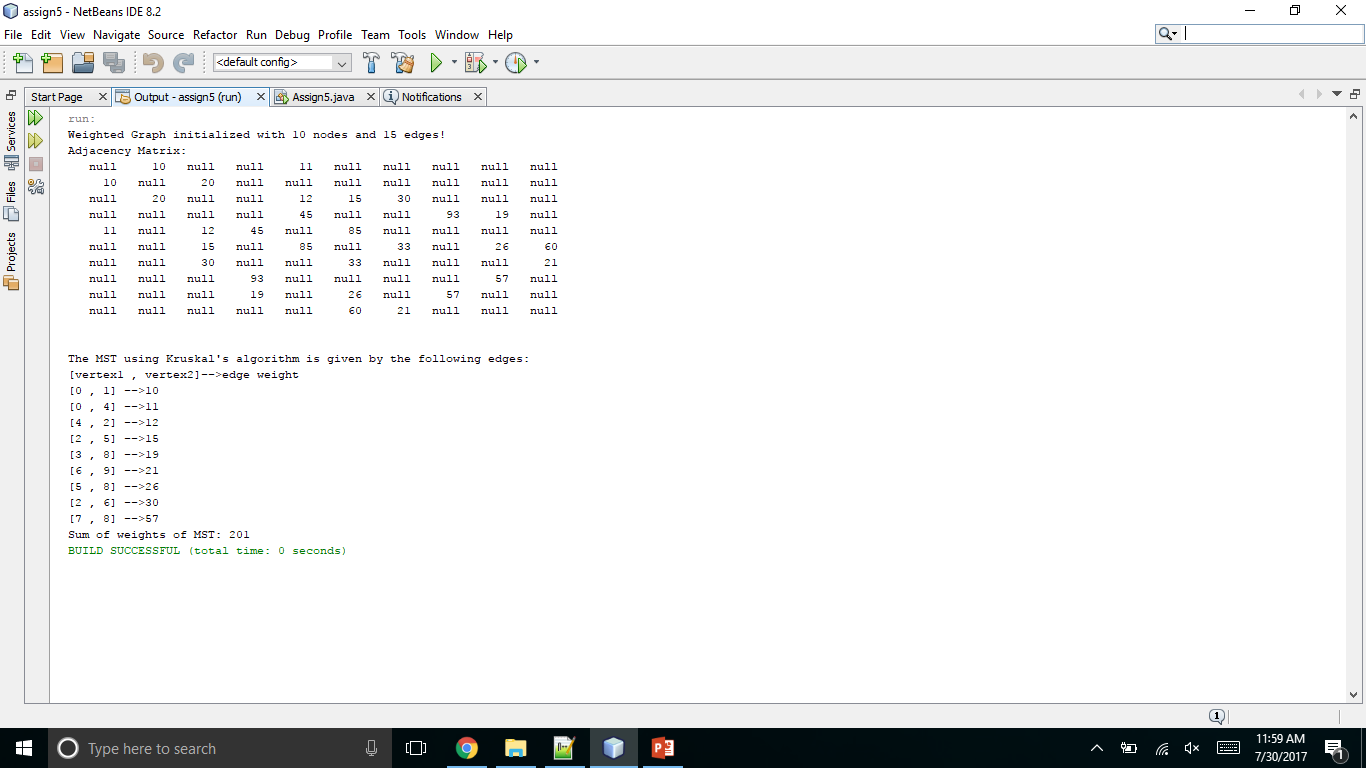 assign5 - NetBeans IDE 8.2
File Edit View Navigate Source Refactor Run Debug Profile Team Tools Window Help
<default config>
Start Page Output - assign5 (run) Assign5.java Notifications
Services
Files
Projects
run:
Weighted Graph initialized with 10 nodes and 15 edges!
Adjacency Matrix:
null 10 null null 11 null null null null null
10 null 20 null null null null null null null
null 20 null null 12 15 30 null null null
null null null null 45 null null 93 19 null
11 null 12 45 null 85 null null null null
null null 15 null 85 null 33 null 26 60
null null 30 null null 33 null null null 21
null null null 93 null null null null 57 null
null null null 19 null 26 null 57 null null
null null null null null 60 21 null null null
The MST using Kruskal's algorithm is given by the following edges:
[vertex1 , vertex2]-->edge weight
[0 , 1] -->10
[0 , 4] -->11
[4 , 2] -->12
[2 , 5] -->15
[3 , 8] -->19
[6 , 9] -->21
[5 , 8] -->26
[2 , 6] -->30
[7 , 8] -->57
Sum of weights of MST: 201
BUILD SUCCESSFUL (total time: 0 seconds)
1
Type here to search
11:59 AM
7/30/2017
1